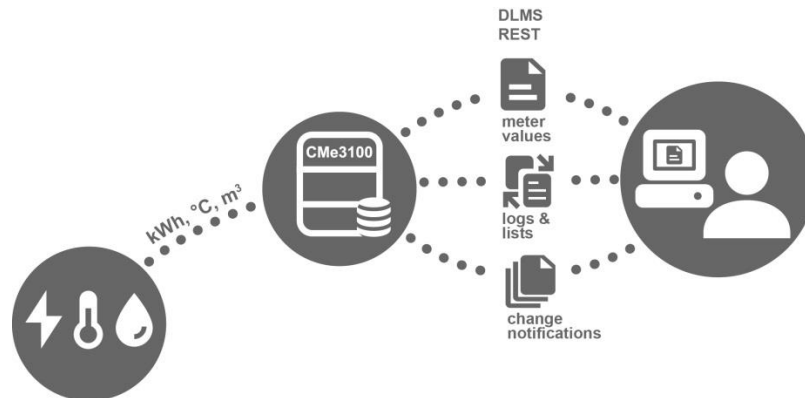 DLMS
REST
meter
values
CMe3100
kWh, °C, m³
logs &
lists
change
notifications